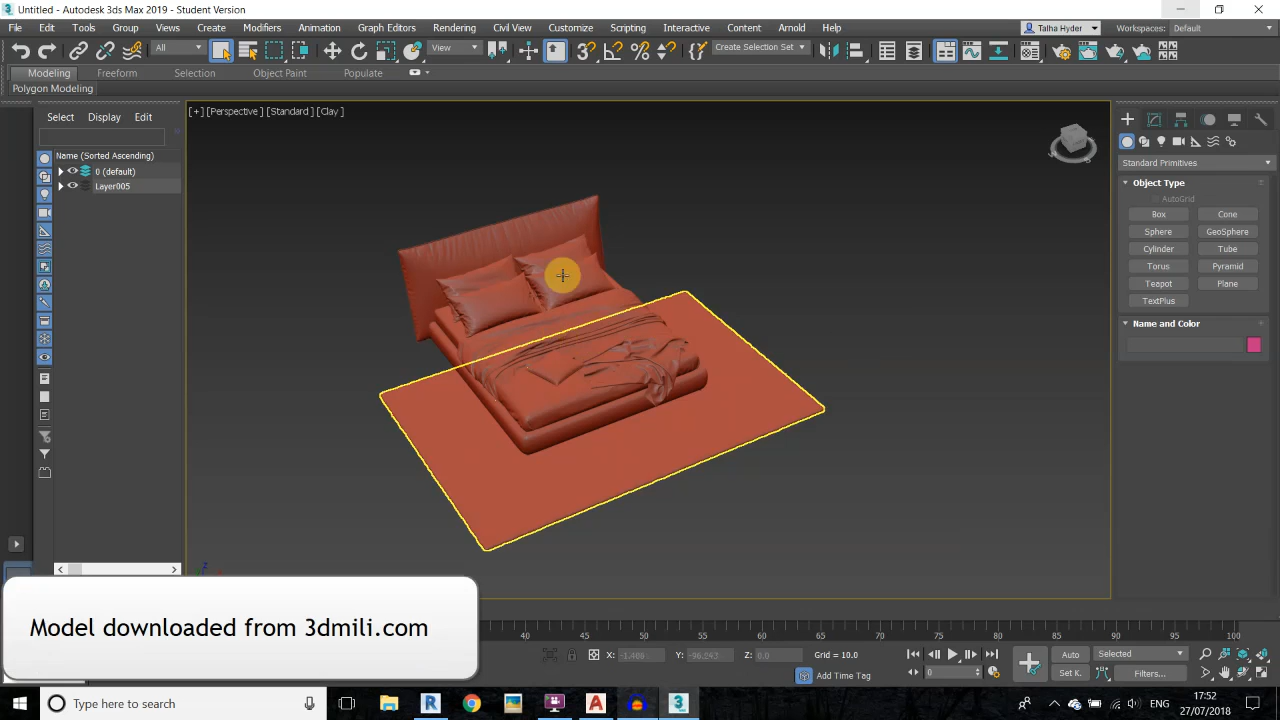 Untitled - Autodesk 3ds Max 2019 - Student Version
File Edit Tools Group Views Create Modifiers Animation Graph Editors Rendering Civil View Customize Scripting Interactive Content Arnold Help Talha Hyder Workspaces: Default
All View Create Selection Set
Modeling Freeform Selection Object Paint Populate
Polygon Modeling
Select Display Edit
[+] [Perspective] [Standard] [Clay]
Name (Sorted Ascending)
0 (default)
Layer005
Standard Primitives
Object Type
AutoGrid
Box Cone
Sphere GeoSphere
Cylinder Tube
Torus Pyramid
Teapot Plane
TextPlus
Name and Color
Model downloaded from 3dmili.com
40 45 50 55 60 65 70 75 80 85 90 95 100
X: -1.486 Y: -96.243 Z: 0.0 Grid = 10.0
Auto Selected
Add Time Tag
0
Set K. Filters...
Type here to search
ENG
17:52
27/07/2018